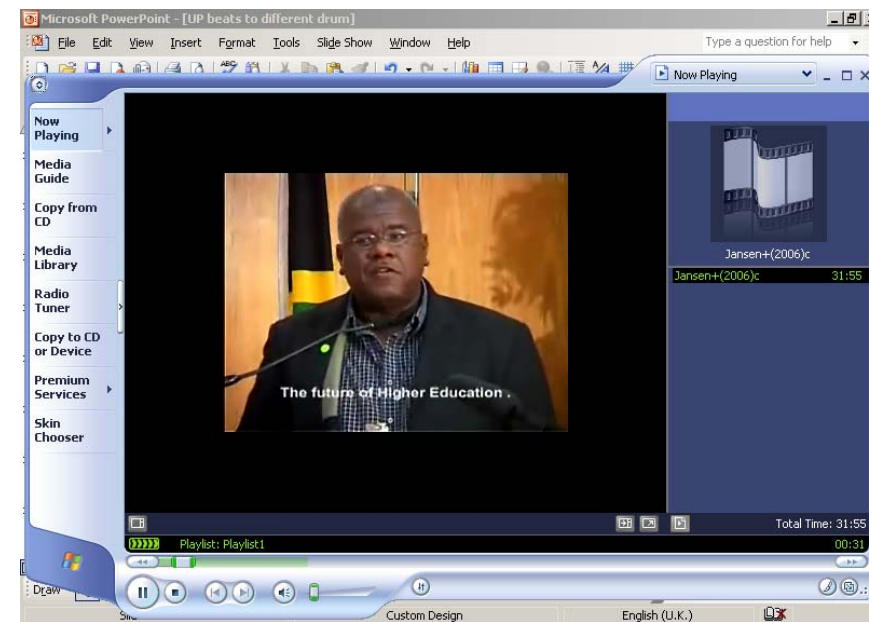 Microsoft PowerPoint - [UP beats to different drum]
File Edit View Insert Format Tools Slide Show Window Help Type a question for help
Now Playing
Now
Playing
Media
Guide
Copy from
CD
Media
Library
Radio
Tuner
Copy to CD
or Device
Premium
Services
Skin
Chooser
The future of Higher Education .
Jansen+(2006)c
Jansen+(2006)c 31:55
Total Time: 31:55
Playlist: Playlist1 00:31
Draw
Custom Design English (U.K.)